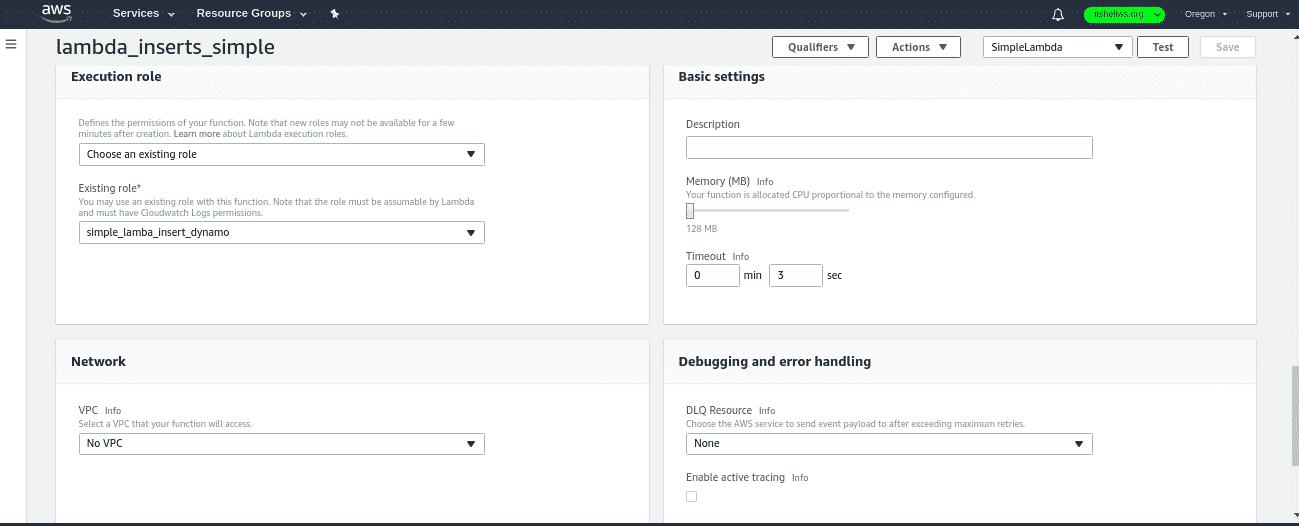 aws
Services
Resource Groups
Oregon
Support
lambda_inserts_simple
Qualifiers
Actions
SimpleLambda
Test
Save
Execution role
Defines the permissions of your function. Note that new roles may not be available for a few
minutes after creation. Learn more about Lambda execution roles.
Choose an existing role
Existing role*
You may use an existing role with this function. Note that the role must be assumable by Lambda
and must have Cloudwatch Logs permissions.
simple_lamba_insert_dynamo
Basic settings
Description
Memory (MB) Info
Your function is allocated CPU proportional to the memory configured.
128 MB
Timeout Info
0 min 3 sec
Network
VPC Info
Select a VPC that your function will access.
No VPC
Debugging and error handling
DLQ Resource Info
Choose the AWS service to send event payload to after exceeding maximum retries.
None
Enable active tracing Info